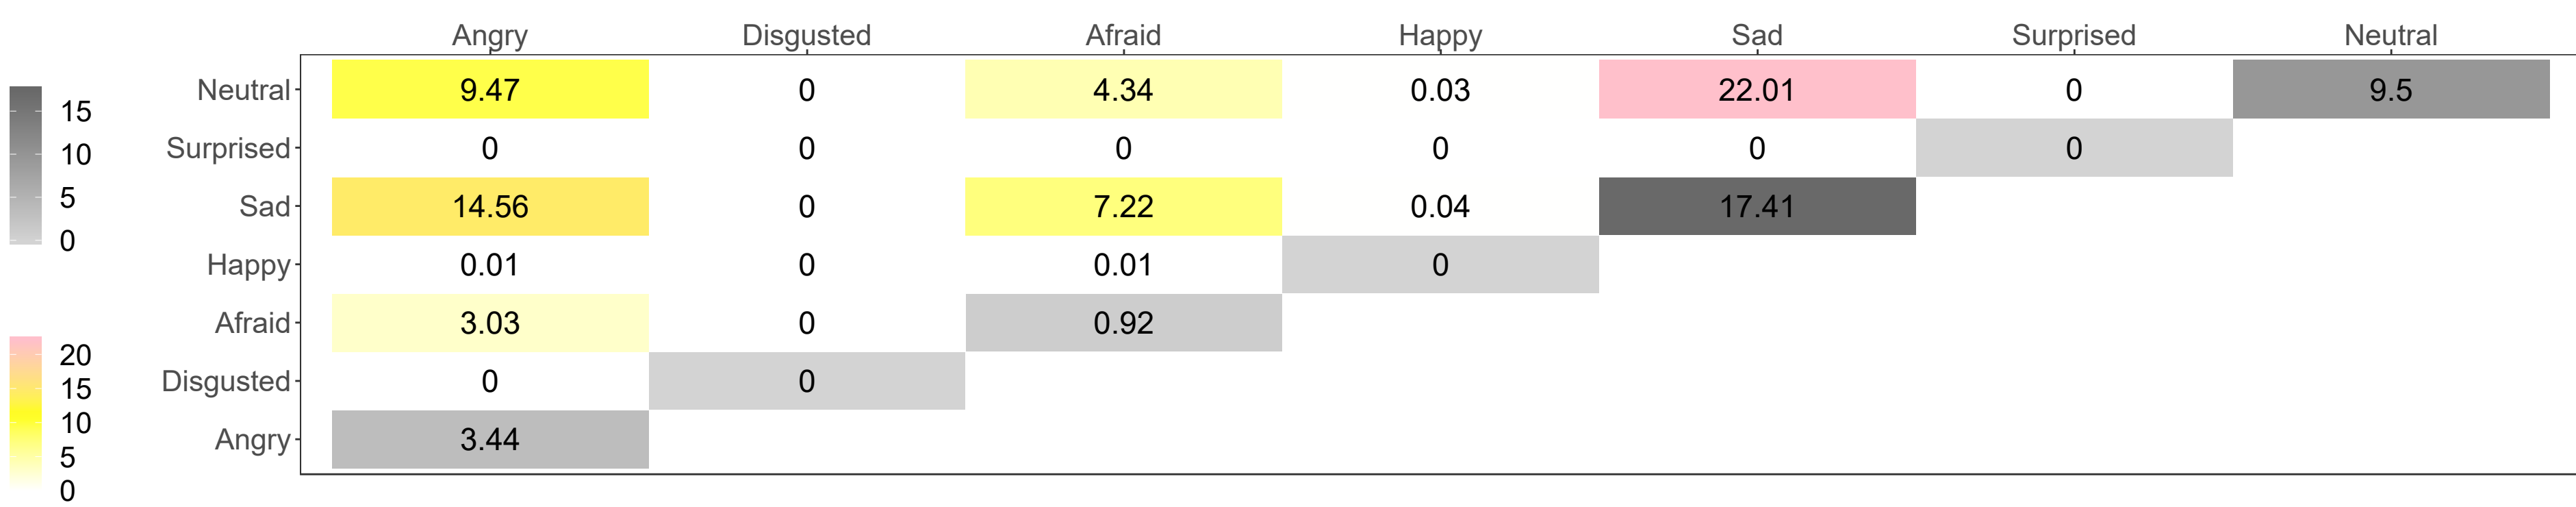 Angry Disgusted Afraid Happy Sad Surprised Neutral
Neutral 9.47 0 4.34 0.03 22.01 0 9.5
Surprised 0 0 0 0 0 0
Sad 14.56 0 7.22 0.04 17.41
Happy 0.01 0 0.01 0
Afraid 3.03 0 0.92
Disgusted 0 0
Angry 3.44
15
10
5
0
20
15
10
5
0